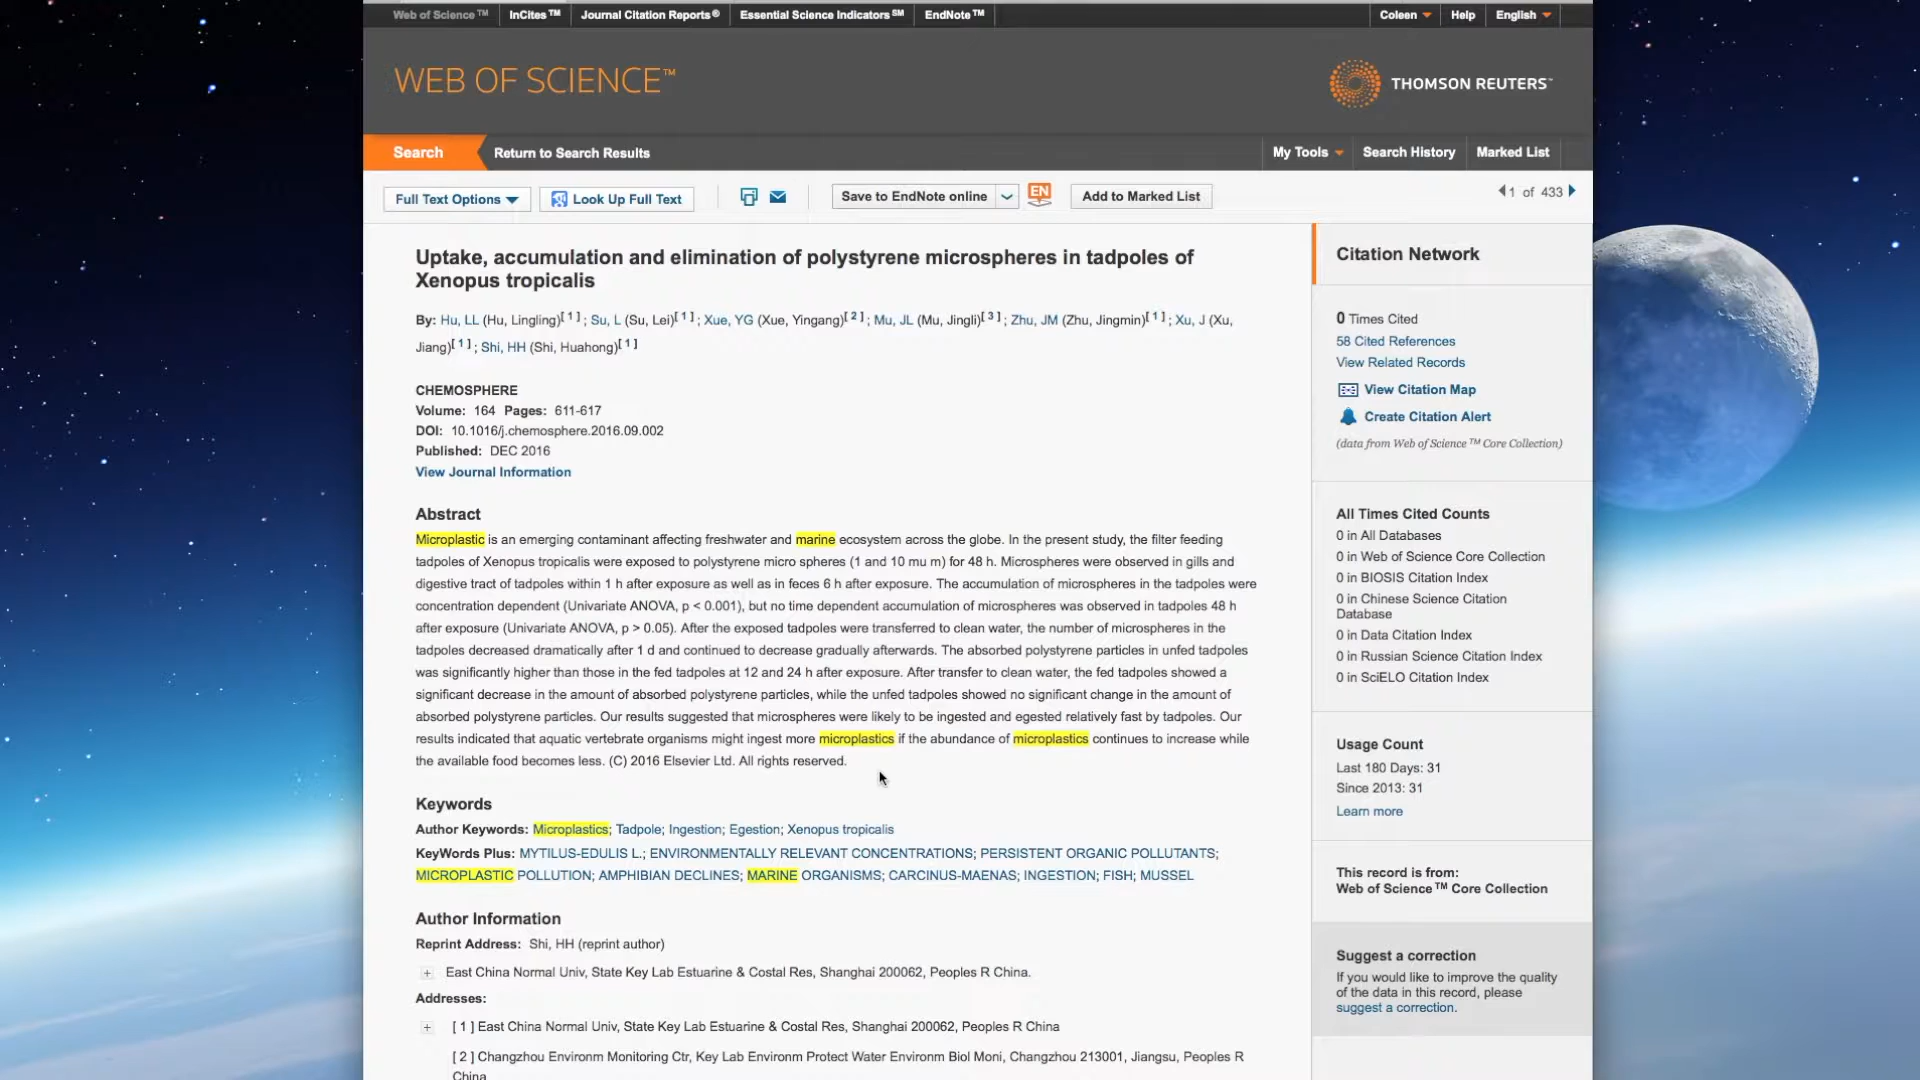 Web of Science™ InCites™ Journal Citation Reports® Essential Science Indicators℠ EndNote™ Coleen Help English
WEB OF SCIENCE™ THOMSON REUTERS™
Search Return to Search Results My Tools Search History Marked List
Full Text Options Look Up Full Text Save to EndNote online EN Add to Marked List 1 of 433
Uptake, accumulation and elimination of polystyrene microspheres in tadpoles of
Xenopus tropicalis
By: Hu, LL (Hu, Lingling)[ 1 ] ; Su, L (Su, Lei)[ 1 ] ; Xue, YG (Xue, Yingang)[ 2 ] ; Mu, JL (Mu, Jingli)[ 3 ] ; Zhu, JM (Zhu, Jingmin)[ 1 ] ; Xu, J (Xu,
Jiang)[ 1 ] ; Shi, HH (Shi, Huahong)[ 1 ]
CHEMOSPHERE
Volume: 164 Pages: 611-617
DOI: 10.1016/j.chemosphere.2016.09.002
Published: DEC 2016
View Journal Information
Abstract
Microplastic is an emerging contaminant affecting freshwater and marine ecosystem across the globe. In the present study, the filter feeding
tadpoles of Xenopus tropicalis were exposed to polystyrene micro spheres (1 and 10 mu m) for 48 h. Microspheres were observed in gills and
digestive tract of tadpoles within 1 h after exposure as well as in feces 6 h after exposure. The accumulation of microspheres in the tadpoles were
concentration dependent (Univariate ANOVA, p < 0.001), but no time dependent accumulation of microspheres was observed in tadpoles 48 h
after exposure (Univariate ANOVA, p > 0.05). After the exposed tadpoles were transferred to clean water, the number of microspheres in the
tadpoles decreased dramatically after 1 d and continued to decrease gradually afterwards. The absorbed polystyrene particles in unfed tadpoles
was significantly higher than those in the fed tadpoles at 12 and 24 h after exposure. After transfer to clean water, the fed tadpoles showed a
significant decrease in the amount of absorbed polystyrene particles, while the unfed tadpoles showed no significant change in the amount of
absorbed polystyrene particles. Our results suggested that microspheres were likely to be ingested and egested relatively fast by tadpoles. Our
results indicated that aquatic vertebrate organisms might ingest more microplastics if the abundance of microplastics continues to increase while
the available food becomes less. (C) 2016 Elsevier Ltd. All rights reserved.
Keywords
Author Keywords: Microplastics; Tadpole; Ingestion; Egestion; Xenopus tropicalis
KeyWords Plus: MYTILUS-EDULIS L.; ENVIRONMENTALLY RELEVANT CONCENTRATIONS; PERSISTENT ORGANIC POLLUTANTS;
MICROPLASTIC POLLUTION; AMPHIBIAN DECLINES; MARINE ORGANISMS; CARCINUS-MAENAS; INGESTION; FISH; MUSSEL
Author Information
Reprint Address: Shi, HH (reprint author)
East China Normal Univ, State Key Lab Estuarine & Costal Res, Shanghai 200062, Peoples R China.
Addresses:
[ 1 ] East China Normal Univ, State Key Lab Estuarine & Costal Res, Shanghai 200062, Peoples R China
[ 2 ] Changzhou Environm Monitoring Ctr, Key Lab Environm Protect Water Environm Biol Moni, Changzhou 213001, Jiangsu, Peoples R
China
Citation Network
0 Times Cited
58 Cited References
View Related Records
View Citation Map
Create Citation Alert
(data from Web of Science ™ Core Collection)
All Times Cited Counts
0 in All Databases
0 in Web of Science Core Collection
0 in BIOSIS Citation Index
0 in Chinese Science Citation
Database
0 in Data Citation Index
0 in Russian Science Citation Index
0 in SciELO Citation Index
Usage Count
Last 180 Days: 31
Since 2013: 31
Learn more
This record is from:
Web of Science™ Core Collection
Suggest a correction
If you would like to improve the quality
of the data in this record, please
suggest a correction.